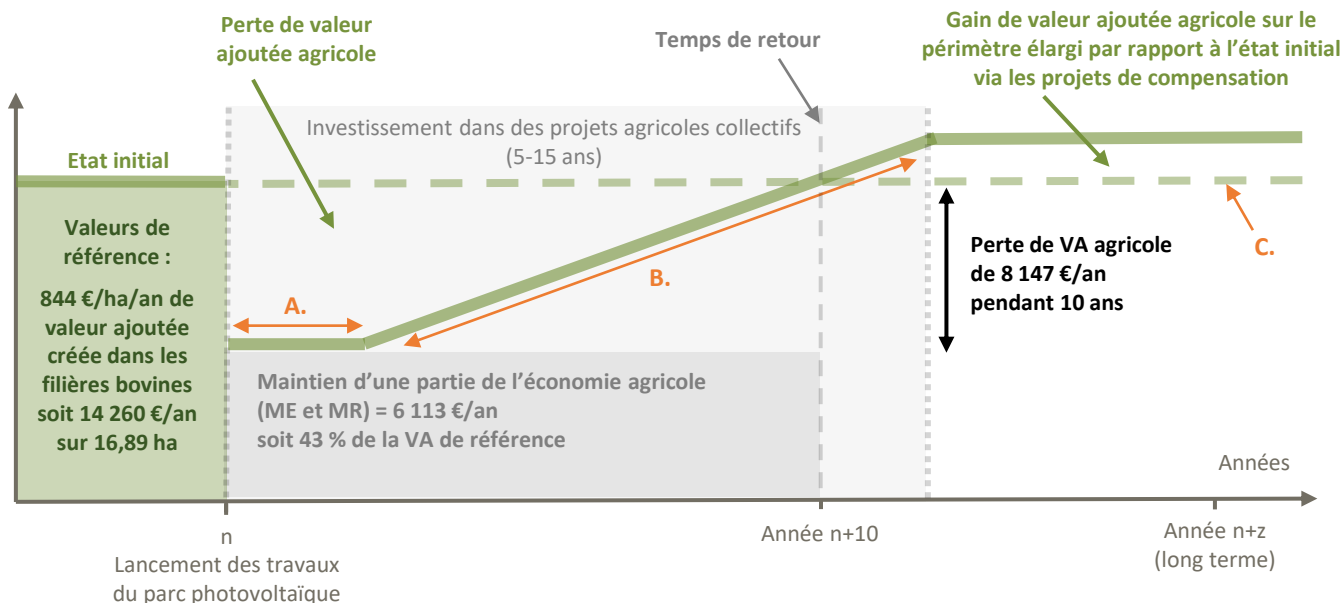 Perte de valeur
ajoutée agricole
Temps de retour
Gain de valeur ajoutée agricole sur le
périmètre élargi par rapport à l’état initial
via les projets de compensation
Investissement dans des projets agricoles collectifs
(5-15 ans)
Etat initial
Valeurs de
référence :
844 €/ha/an de
valeur ajoutée
créée dans les
filières bovines
soit 14 260 €/an
sur 16,89 ha
A.
B.
C.
Perte de VA agricole
de 8 147 €/an
pendant 10 ans
Maintien d’une partie de l’économie agricole
(ME et MR) = 6 113 €/an
soit 43 % de la VA de référence
Années
n
Lancement des travaux
du parc photovoltaïque
Année n+10
Année n+z
(long terme)